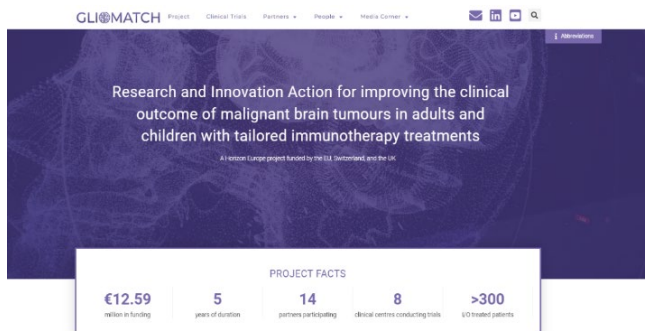 GLIOMATCH Project Clinical Trials Partners People Media Corner
Abbreviations
Research and Innovation Action for improving the clinical
outcome of malignant brain tumours in adults and
children with tailored immunotherapy treatments
A Horizon Europe project funded by the EU, Switzerland, and the UK
PROJECT FACTS
€12.59 5 14 8 >300
million in funding years of duration partners participating clinical centres conducting trials I/O treated patients